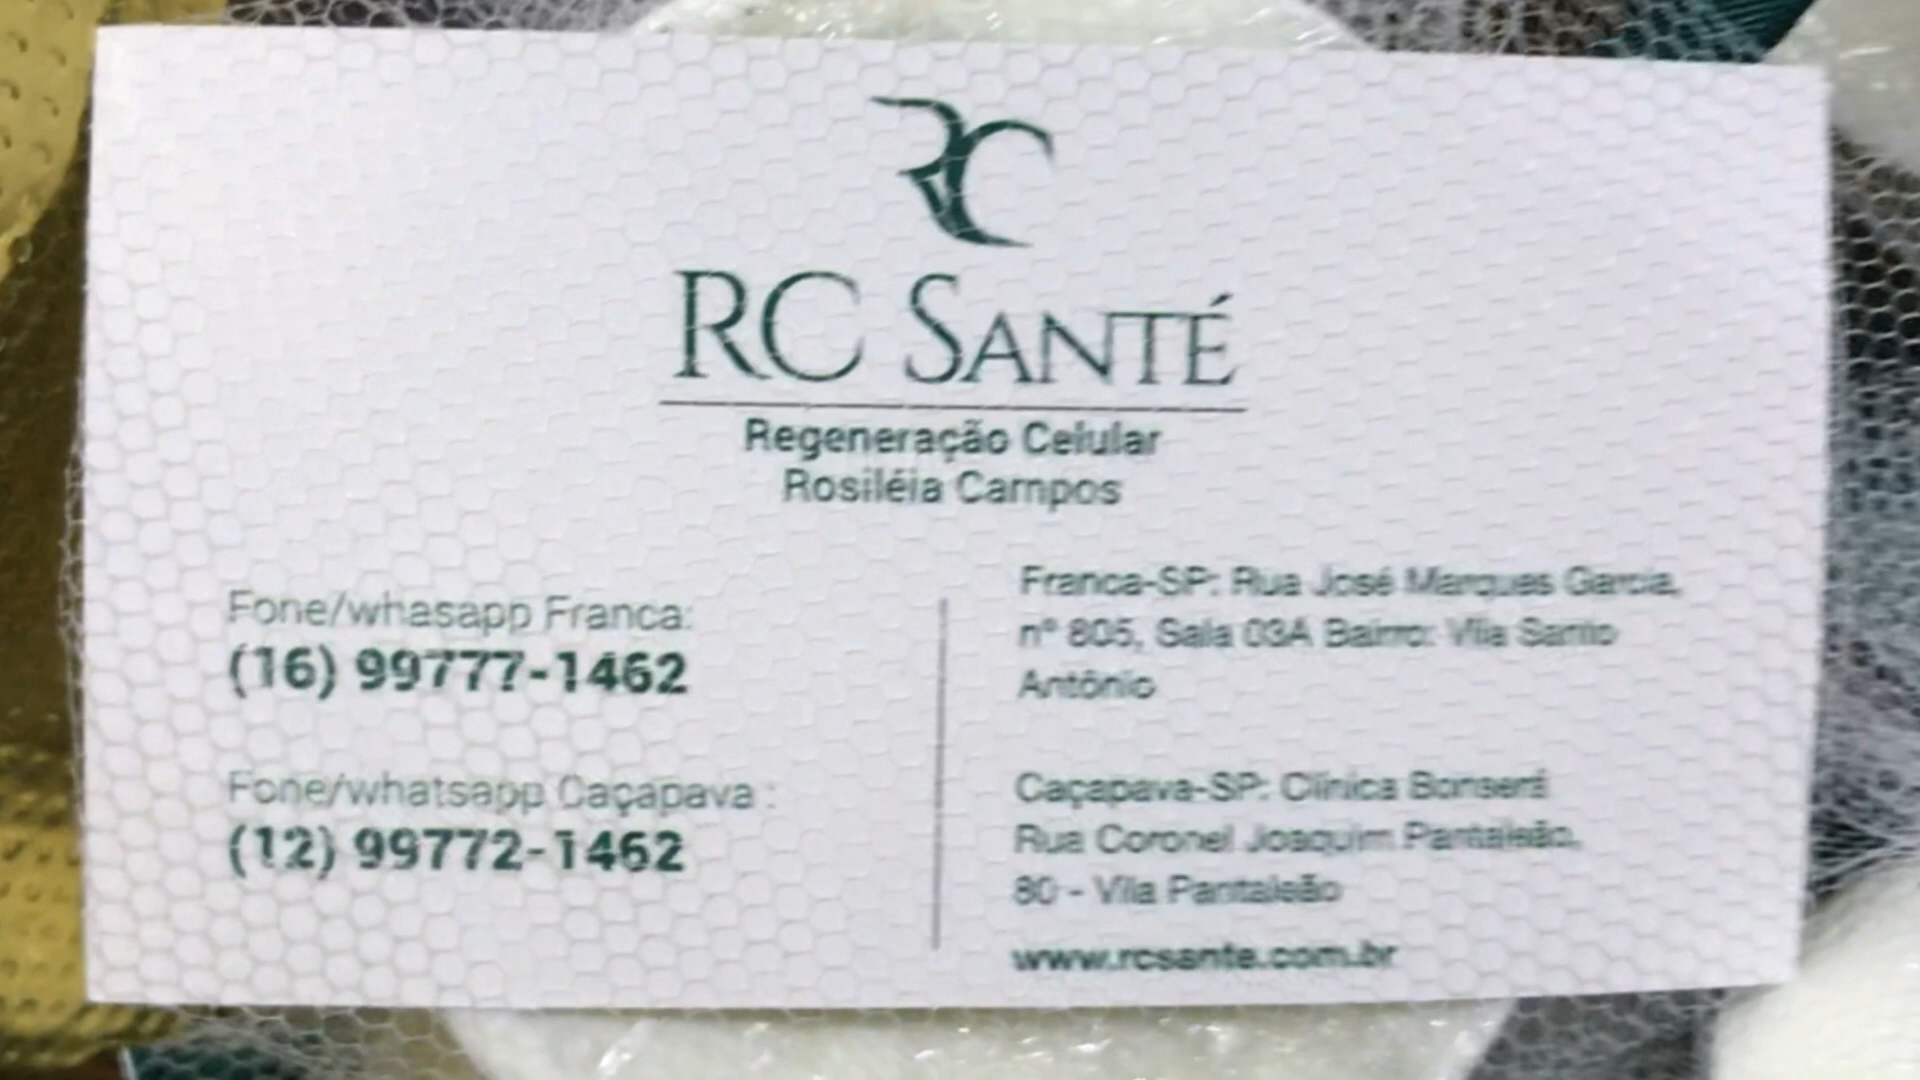 RC
RC SANTÉ
Regeneração Celular
Rosiléia Campos
Fone/whasapp Franca:
(16) 99777-1462
Fone/whatsapp Caçapava :
(12) 99772-1462
Franca-SP: Rua José Marques Garcia,
nº 805, Sala 03A Bairro: Vila Santo
Antônio
Caçapava-SP: Clínica Bonserá
Rua Coronel Joaquim Pantaleão,
80 - Vila Pantaleão
www.rcsante.com.br